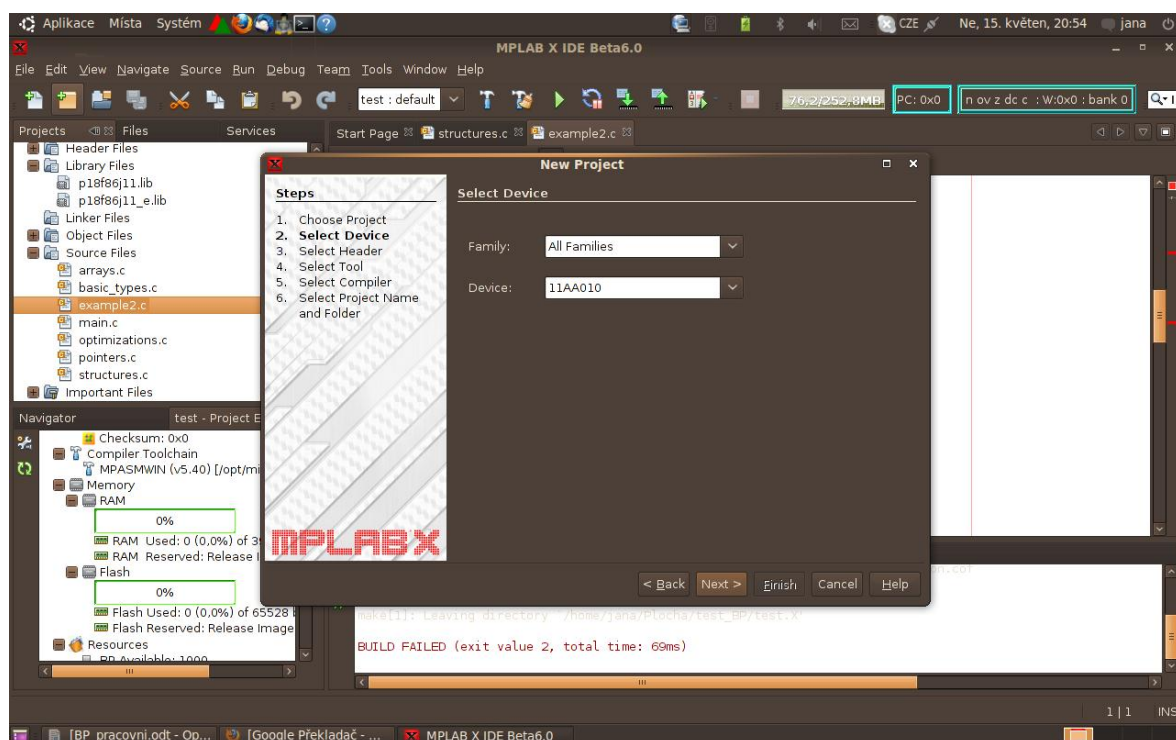 Aplikace Místa Systém CZE Ne, 15. květen, 20:54 jana
MPLAB X IDE Beta6.0
File Edit View Navigate Source Run Debug Team Tools Window Help
test : default 76,2/252,8MB PC: 0x0 n ov z dc c : W:0x0 : bank 0
Projects Files Services
Start Page structures.c example2.c
Header Files
Library Files
p18f86j11.lib
p18f86j11_e.lib
Linker Files
Object Files
Source Files
arrays.c
basic_types.c
example2.c
main.c
optimizations.c
pointers.c
structures.c
Important Files
Navigator test - Project E
Checksum: 0x0
Compiler Toolchain
MPASMWIN (v5.40) [/opt/mi
Memory
RAM
0%
RAM Used: 0 (0,0%) of 39
RAM Reserved: Release I
Flash
0%
Flash Used: 0 (0,0%) of 65528
Flash Reserved: Release Image
Resources
BP Available: 1000
New Project
Steps
1. Choose Project
2. Select Device
3. Select Header
4. Select Tool
5. Select Compiler
6. Select Project Name
and Folder
MPLAB X
Select Device
Family: All Families
Device: 11AA010
< Back Next > Finish Cancel Help
make[1]: Leaving directory `/home/jana/Plocha/test_BP/test.X'
BUILD FAILED (exit value 2, total time: 69ms)
1 | 1 INS
[BP_pracovni.odt - Op... [Google Překladač - ... MPLAB X IDE Beta6.0